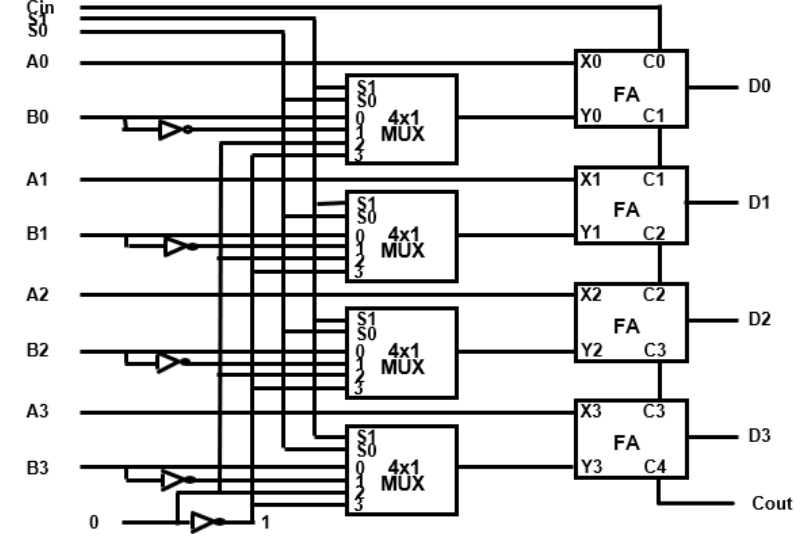 Cin
S1
S0
A0 X0 C0
FA D0
B0 Y0 C1
S1
S0
0 4x1
1 MUX
2
3
A1 X1 C1
FA D1
B1 Y1 C2
S1
S0
0 4x1
1 MUX
2
3
A2 X2 C2
FA D2
B2 Y2 C3
S1
S0
0 4x1
1 MUX
2
3
A3 X3 C3
FA D3
B3 Y3 C4
S1
S0
0 4x1
1 MUX
2
3
Cout
0 1